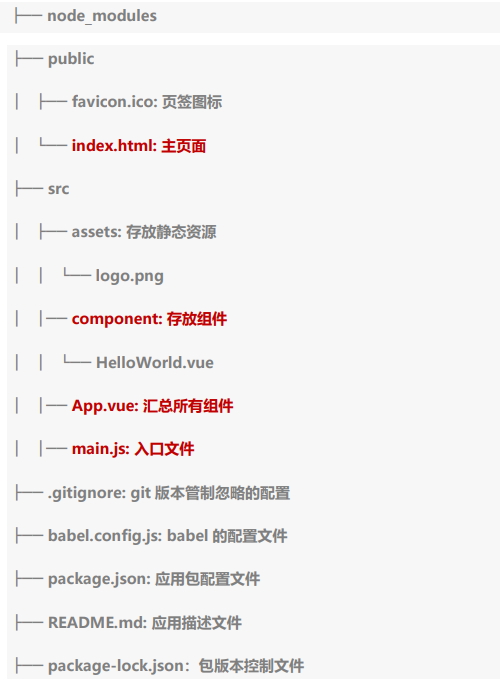 ├── node_modules
├── public
│ ├── favicon.ico: 页签图标
│ └── index.html: 主页面
├── src
│ ├── assets: 存放静态资源
│ │ └── logo.png
│ │── component: 存放组件
│ │ └── HelloWorld.vue
│ │── App.vue: 汇总所有组件
│ │── main.js: 入口文件
├── .gitignore: git 版本管制忽略的配置
├── babel.config.js: babel 的配置文件
├── package.json: 应用包配置文件
├── README.md: 应用描述文件
├── package-lock.json：包版本控制文件